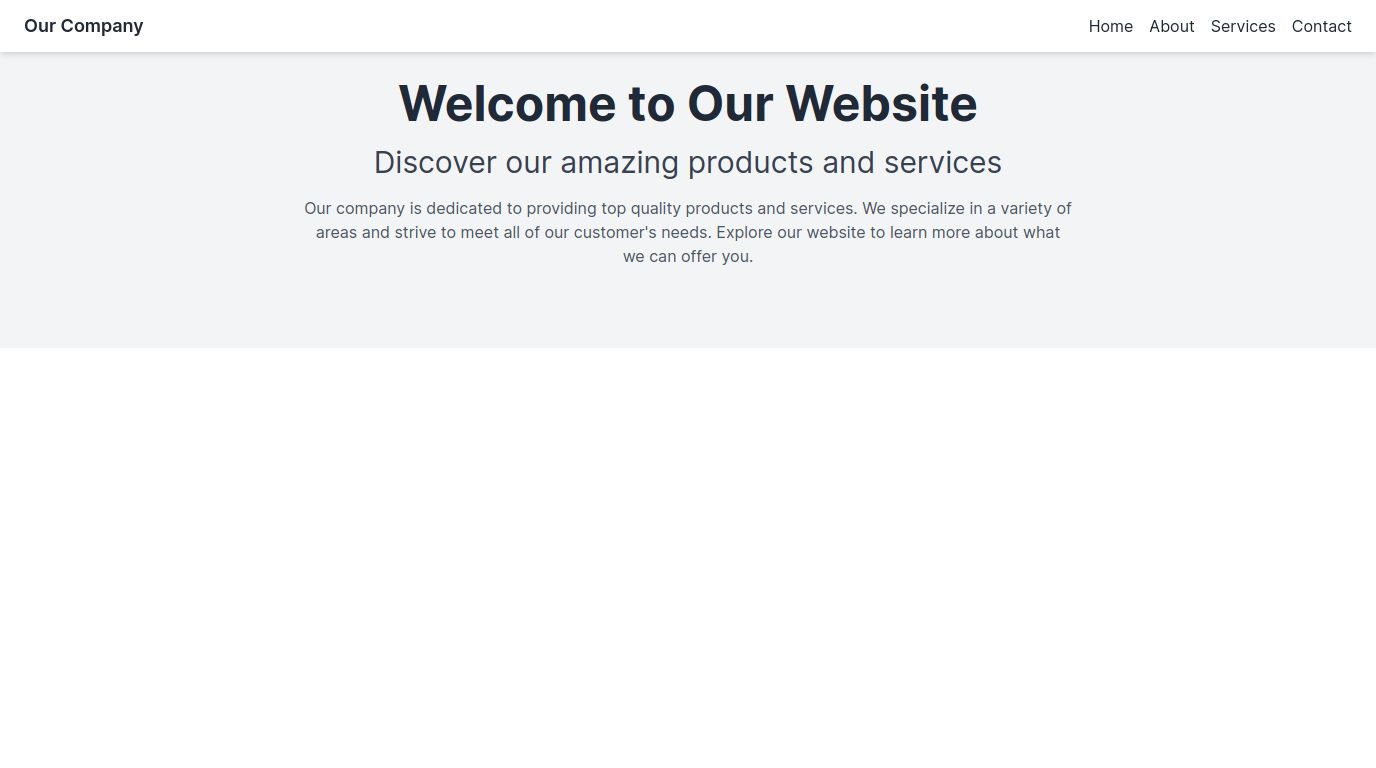 Our Company
Home About Services Contact
Welcome to Our Website
Discover our amazing products and services
Our company is dedicated to providing top quality products and services. We specialize in a variety of
areas and strive to meet all of our customer's needs. Explore our website to learn more about what
we can offer you.